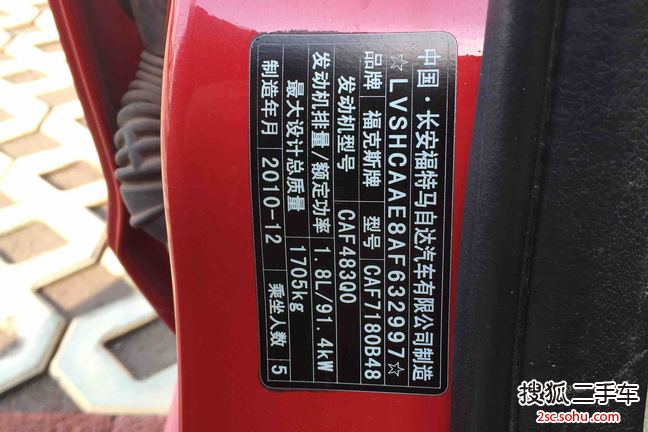 中国·长安福特马自达汽车有限公司制造
☆LVSHCAAE8AF632997☆
品牌 福克斯牌 型号 CAF7180B48
发动机型号 CAF483Q0
发动机排量/额定功率 1.8L/91.4kW
最大设计总质量 1705kg
制造年月 2010-12 乘坐人数 5
搜狐二手车
2sc.sohu.com